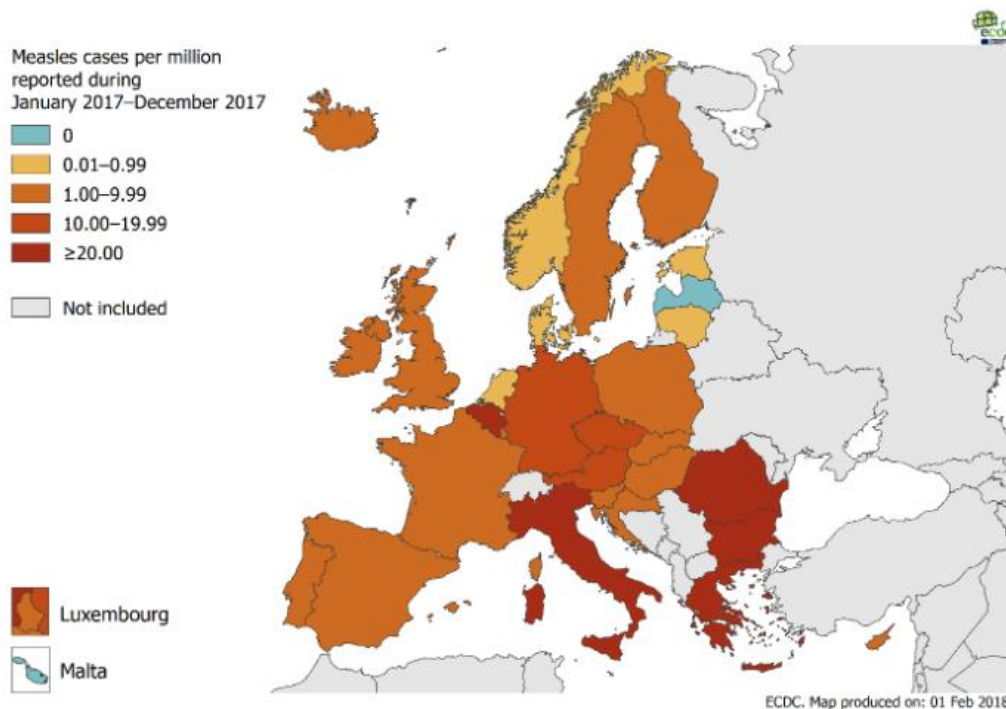 ecdc
Measles cases per million
reported during
January 2017–December 2017
0
0.01–0.99
1.00–9.99
10.00–19.99
≥20.00
Not included
Luxembourg
Malta
ECDC. Map produced on: 01 Feb 2018